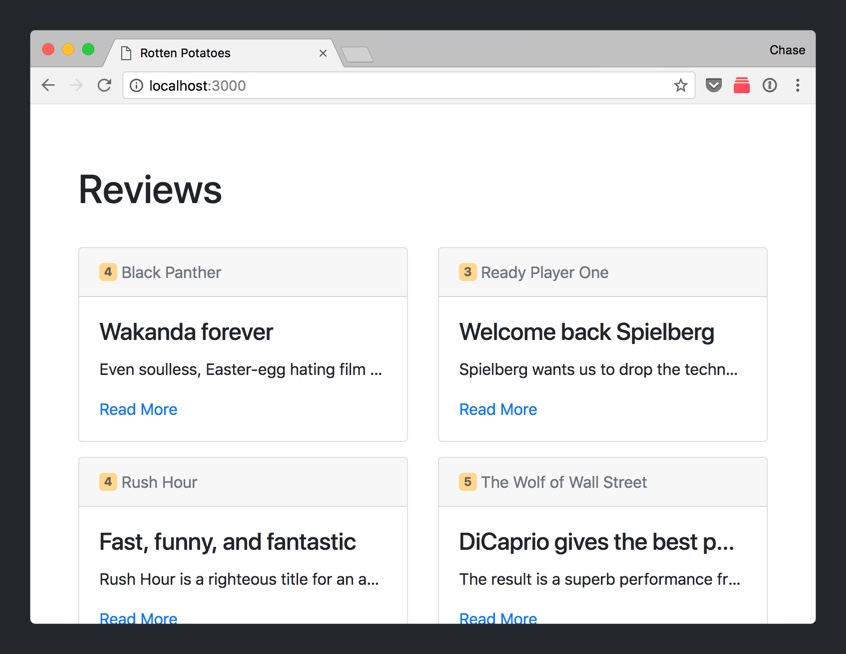 Rotten Potatoes
Chase
localhost:3000
Reviews
4 Black Panther
Wakanda forever
Even soulless, Easter-egg hating film ...
Read More
3 Ready Player One
Welcome back Spielberg
Spielberg wants us to drop the techn...
Read More
4 Rush Hour
Fast, funny, and fantastic
Rush Hour is a righteous title for an a...
Read More
5 The Wolf of Wall Street
DiCaprio gives the best p...
The result is a superb performance fr...
Read More